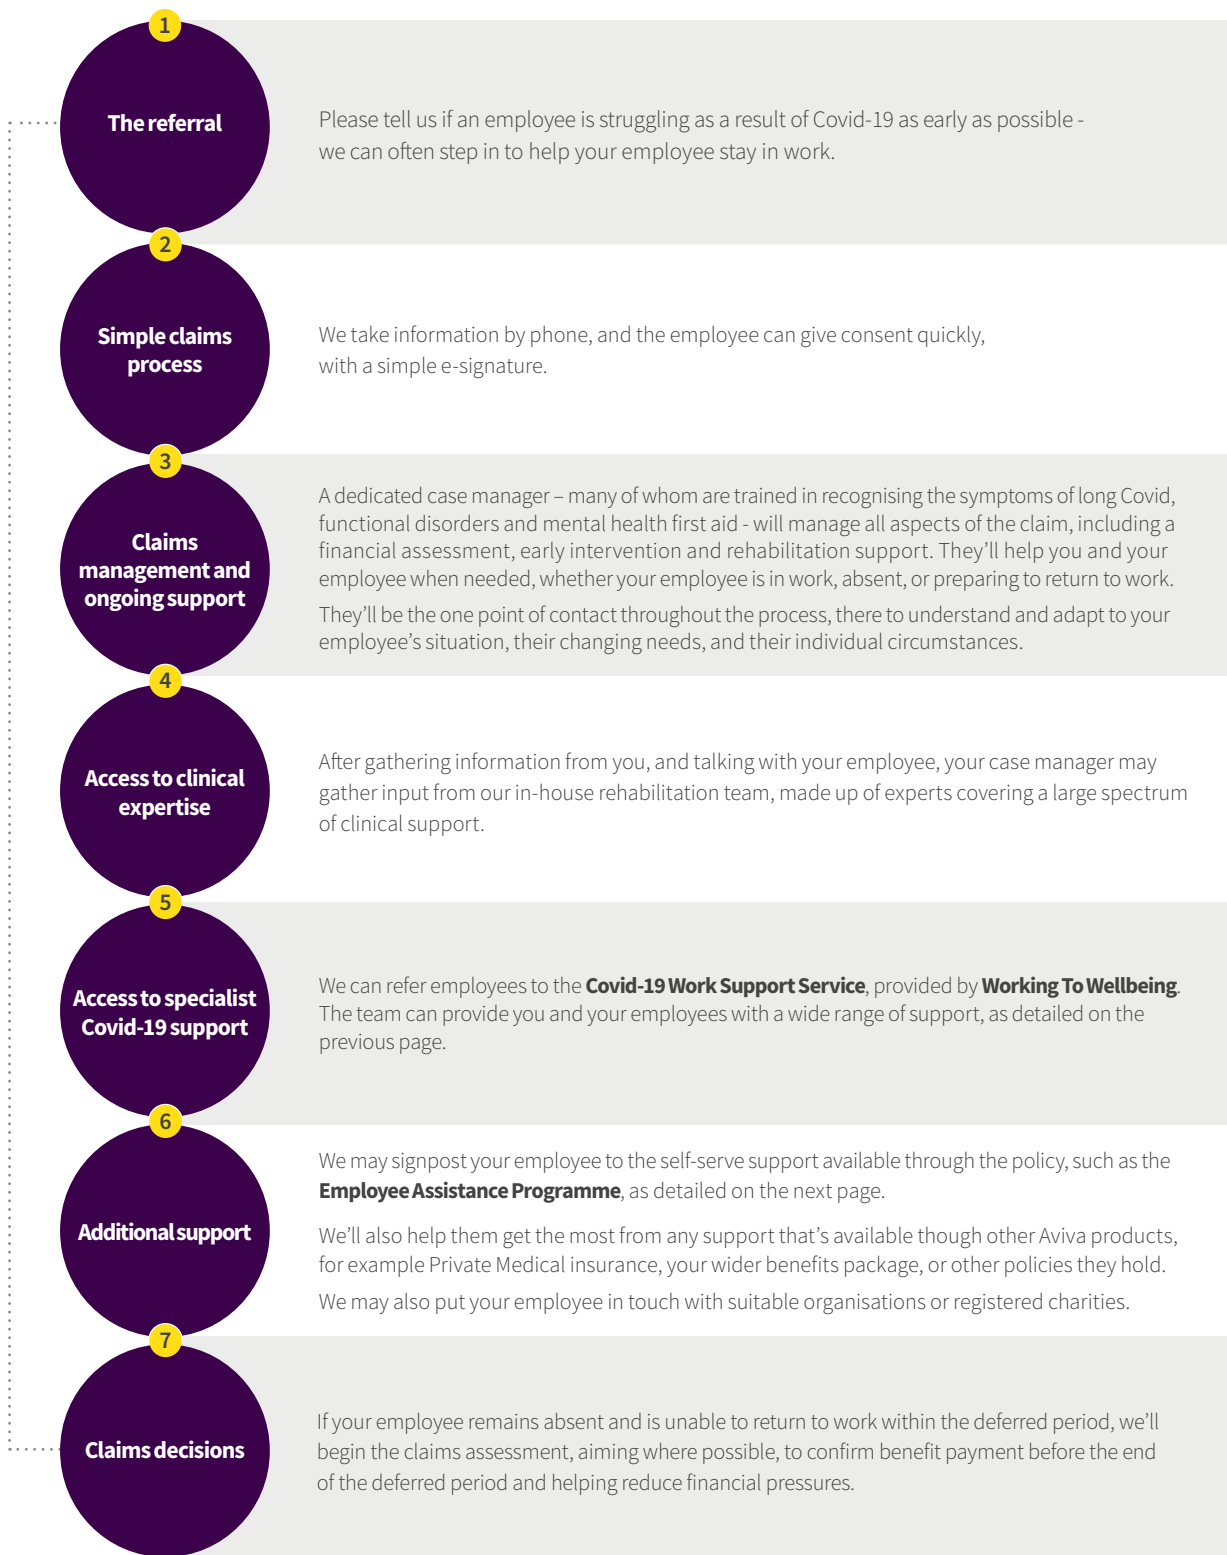 1
The referral
Please tell us if an employee is struggling as a result of Covid-19 as early as possible -
we can often step in to help your employee stay in work.
2
Simple claims
process
We take information by phone, and the employee can give consent quickly,
with a simple e-signature.
3
Claims
management and
ongoing support
A dedicated case manager – many of whom are trained in recognising the symptoms of long Covid,
functional disorders and mental health first aid - will manage all aspects of the claim, including a
financial assessment, early intervention and rehabilitation support. They’ll help you and your
employee when needed, whether your employee is in work, absent, or preparing to return to work.
They’ll be the one point of contact throughout the process, there to understand and adapt to your
employee’s situation, their changing needs, and their individual circumstances.
4
Access to clinical
expertise
After gathering information from you, and talking with your employee, your case manager may
gather input from our in-house rehabilitation team, made up of experts covering a large spectrum
of clinical support.
5
Access to specialist
Covid-19 support
We can refer employees to the Covid-19 Work Support Service, provided by Working To Wellbeing.
The team can provide you and your employees with a wide range of support, as detailed on the
previous page.
6
Additional support
We may signpost your employee to the self-serve support available through the policy, such as the
Employee Assistance Programme, as detailed on the next page.
We’ll also help them get the most from any support that’s available though other Aviva products,
for example Private Medical insurance, your wider benefits package, or other policies they hold.
We may also put your employee in touch with suitable organisations or registered charities.
7
Claims decisions
If your employee remains absent and is unable to return to work within the deferred period, we’ll
begin the claims assessment, aiming where possible, to confirm benefit payment before the end
of the deferred period and helping reduce financial pressures.